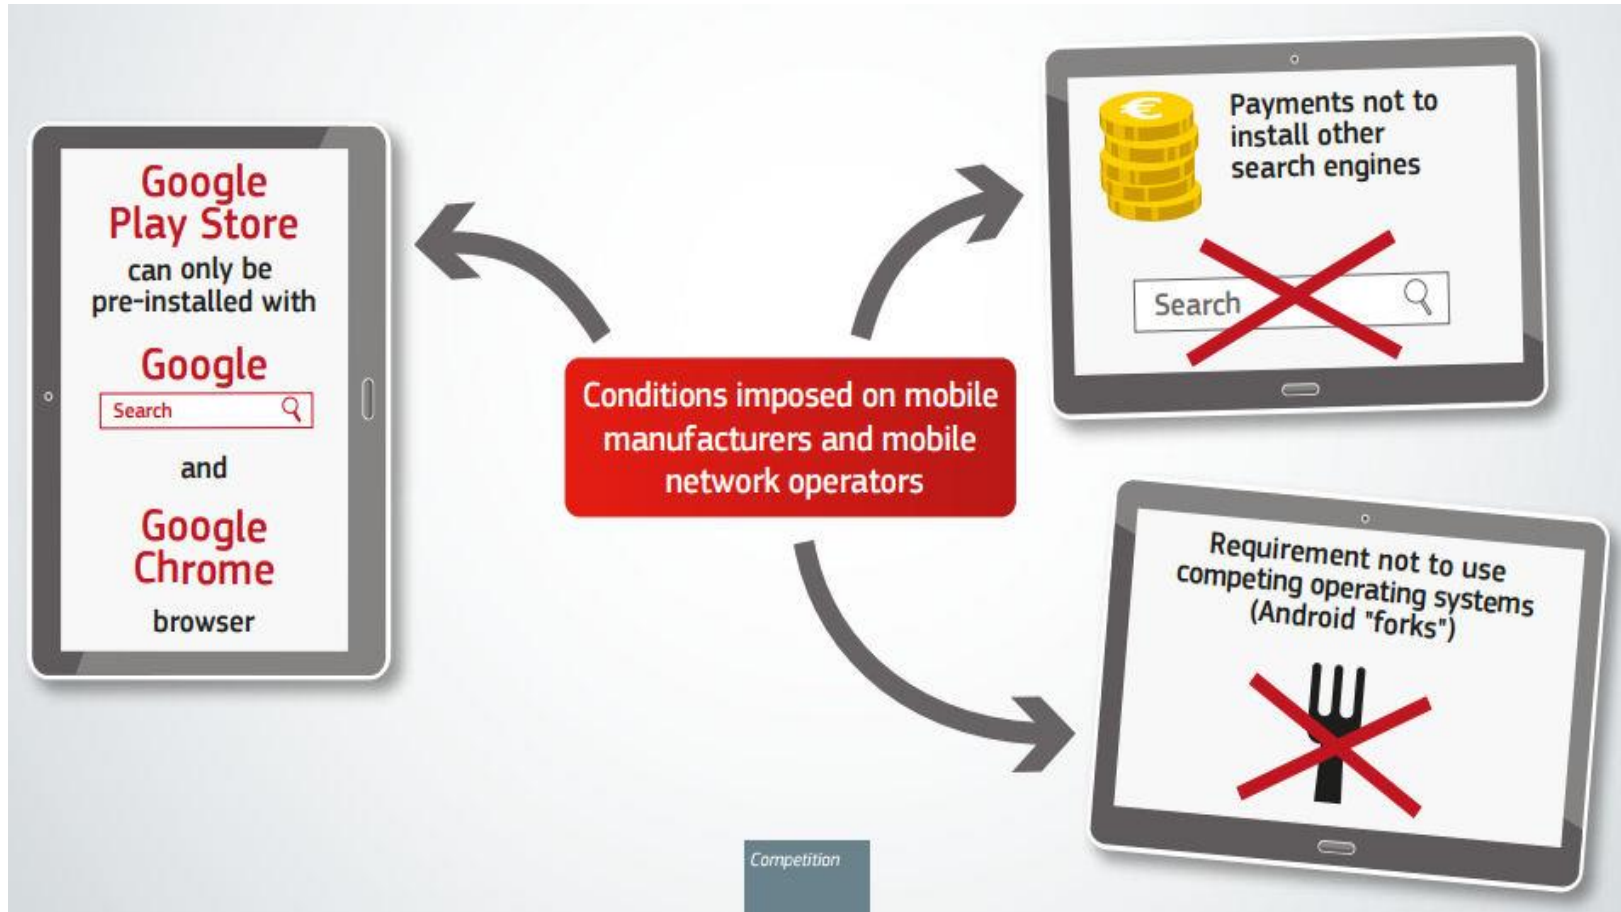 Google
Play Store
can only be
pre-installed with
Google
Search
and
Google
Chrome
browser
Conditions imposed on mobile
manufacturers and mobile
network operators
€
Payments not to
install other
search engines
Search
Requirement not to use
competing operating systems
(Android "forks")
Competition